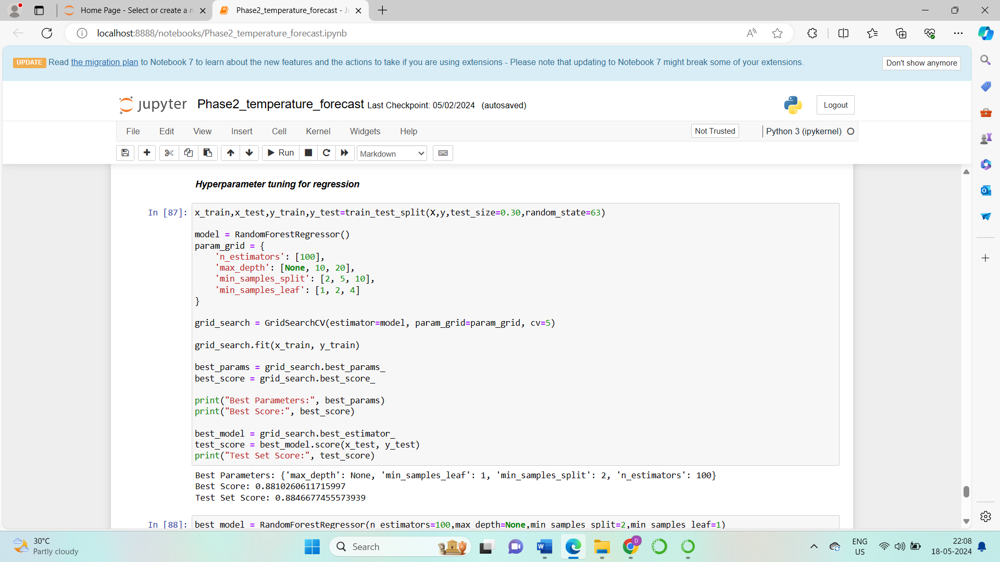 Home Page - Select or create a n
Phase2_temperature_forecast - Ju
localhost:8888/notebooks/Phase2_temperature_forecast.ipynb
UPDATE Read the migration plan to Notebook 7 to learn about the new features and the actions to take if you are using extensions - Please note that updating to Notebook 7 might break some of your extensions.
Don't show anymore
jupyter Phase2_temperature_forecast Last Checkpoint: 05/02/2024 (autosaved)
Logout
File Edit View Insert Cell Kernel Widgets Help
Not Trusted
Python 3 (ipykernel)
Run
Markdown
Hyperparameter tuning for regression
In [87]:
x_train,x_test,y_train,y_test=train_test_split(X,y,test_size=0.30,random_state=63)
model = RandomForestRegressor()
param_grid = {
    'n_estimators': [100],
    'max_depth': [None, 10, 20],
    'min_samples_split': [2, 5, 10],
    'min_samples_leaf': [1, 2, 4]
}
grid_search = GridSearchCV(estimator=model, param_grid=param_grid, cv=5)
grid_search.fit(x_train, y_train)
best_params = grid_search.best_params_
best_score = grid_search.best_score_
print("Best Parameters:", best_params)
print("Best Score:", best_score)
best_model = grid_search.best_estimator_
test_score = best_model.score(x_test, y_test)
print("Test Set Score:", test_score)
Best Parameters: {'max_depth': None, 'min_samples_leaf': 1, 'min_samples_split': 2, 'n_estimators': 100}
Best Score: 0.8810260611715997
Test Set Score: 0.8846677455573939
In [88]:
best_model = RandomForestRegressor(n_estimators=100,max_depth=None,min_samples_split=2,min_samples_leaf=1)
30°C
Partly cloudy
Search
D
ENG
US
22:08
18-05-2024